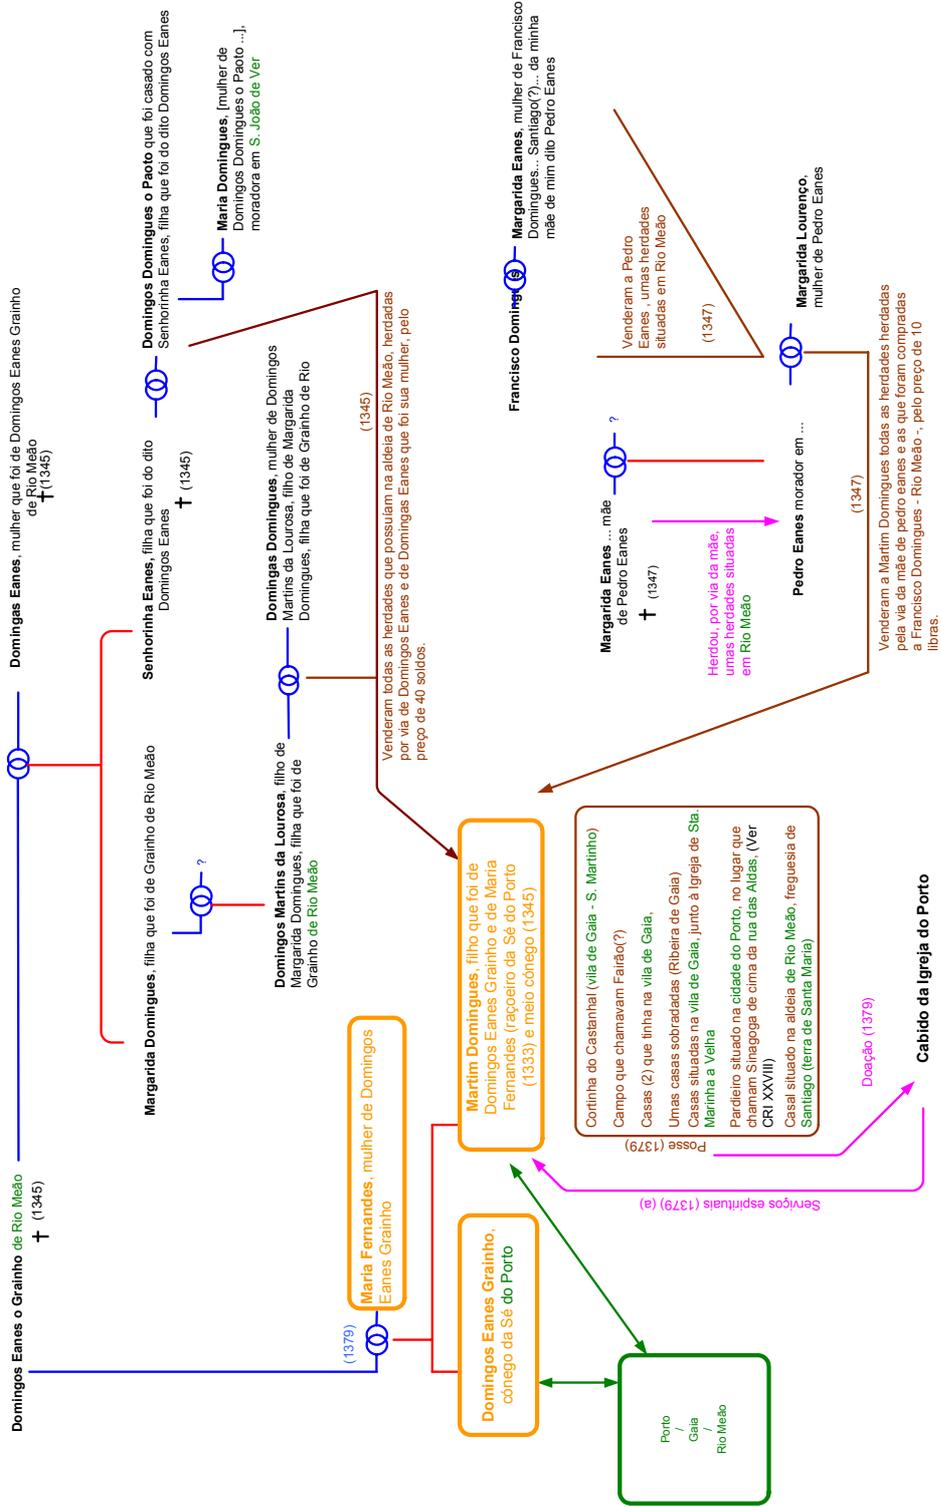 Domingos Eanes o Grainho de Rio Meão
(1345)
Domingas Eanes, mulher que foi de Domingos Eanes Grainho
de Rio Meão
(1345)
Margarida Domingues, filha que foi de Grainho de Rio Meão
Senhorinha Eanes, filha que foi do dito
Domingos Eanes
(1345)
Domingos Domingues o Paoto que foi casado com
Senhorinha Eanes, filha que foi do dito Domingos Eanes
Maria Domingues, [mulher de
Domingos Domingues o Paoto ...],
moradora em S. João de Ver
?
Domingos Martins da Lourosa, filho de
Margarida Domingues, filha que foi de
Grainho de Rio Meão
Domingas Domingues, mulher de Domingos
Martins da Lourosa, filho de Margarida
Domingues, filha que foi de Grainho de Rio
(1379)
Maria Fernandes, mulher de Domingos
Eanes Grainho
(1345)
Venderam todas as herdades que possuíam na aldeia de Rio Meão, herdadas
por via de Domingos Eanes e de Domingas Eanes que foi sua mulher, pelo
preço de 40 soldos.
Domingos Eanes Grainho,
cónego da Sé do Porto
Martim Domingues, filho que foi de
Domingos Eanes Grainho e de Maria
Fernandes (raçoeiro da Sé do Porto
(1333) e meio cónego (1345)
Francisco Domingues
Margarida Eanes, mulher de Francisco
Domingues... Santiago(?)... da minha
mãe de mim dito Pedro Eanes
Cortinha do Castanhal (vila de Gaia - S. Martinho)
Campo que chamavam Fairão(?)
Casas (2) que tinha na vila de Gaia,
Umas casas sobradadas (Ribeira de Gaia)
Casas situadas na vila de Gaia, junto à Igreja de Sta.
Marinha a Velha
Pardieiro situado na cidade do Porto, no lugar que
chamam Sinagoga de cima da rua das Aldas, (Ver
CRI XXVIII)
Casal situado na aldeia de Rio Meão, freguesia de
Santiago (terra de Santa Maria)
Margarida Eanes ... mãe
de Pedro Eanes
(1347)
?
Venderam a Pedro
Eanes , umas herdades
situadas em Rio Meão
(1347)
Herdou, por via da mãe,
umas herdades situadas
em Rio Meão
Pedro Eanes morador em ...
Margarida Lourenço,
mulher de Pedro Eanes
(1347)
Venderam a Martim Domingues todas as herdades herdadas
pela via da mãe de pedro eanes e as que foram compradas
a Francisco Domingues - Rio Meão -, pelo preço de 10
libras.
Porto
/
Gaia
/
Rio Meão
Posse (1379)
Serviços espirituais (1379) (a)
Doação (1379)
Cabido da Igreja do Porto